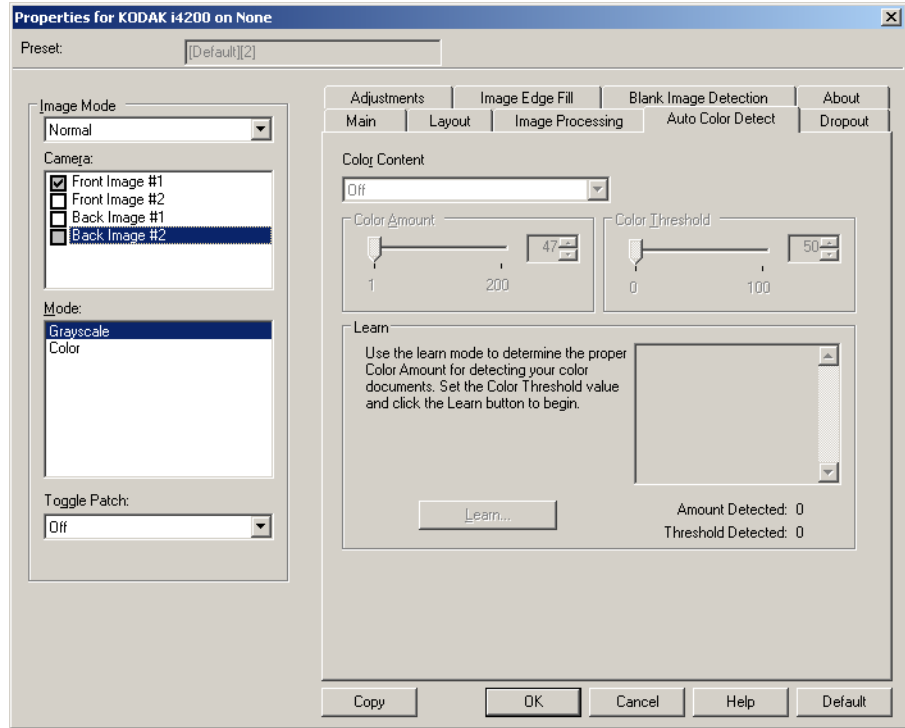 Properties for KODAK i4200 on None
Preset:
[Default][2]
Image Mode
Normal
Camera:
Front Image #1
Front Image #2
Back Image #1
Back Image #2
Mode:
Grayscale
Color
Toggle Patch:
Off
Adjustments
Image Edge Fill
Blank Image Detection
About
Main
Layout
Image Processing
Auto Color Detect
Dropout
Color Content
Off
Color Amount
47
1
200
Color Threshold
50
0
100
Learn
Use the learn mode to determine the proper
Color Amount for detecting your color
documents. Set the Color Threshold value
and click the Learn button to begin.
Learn...
Amount Detected: 0
Threshold Detected: 0
Copy
OK
Cancel
Help
Default